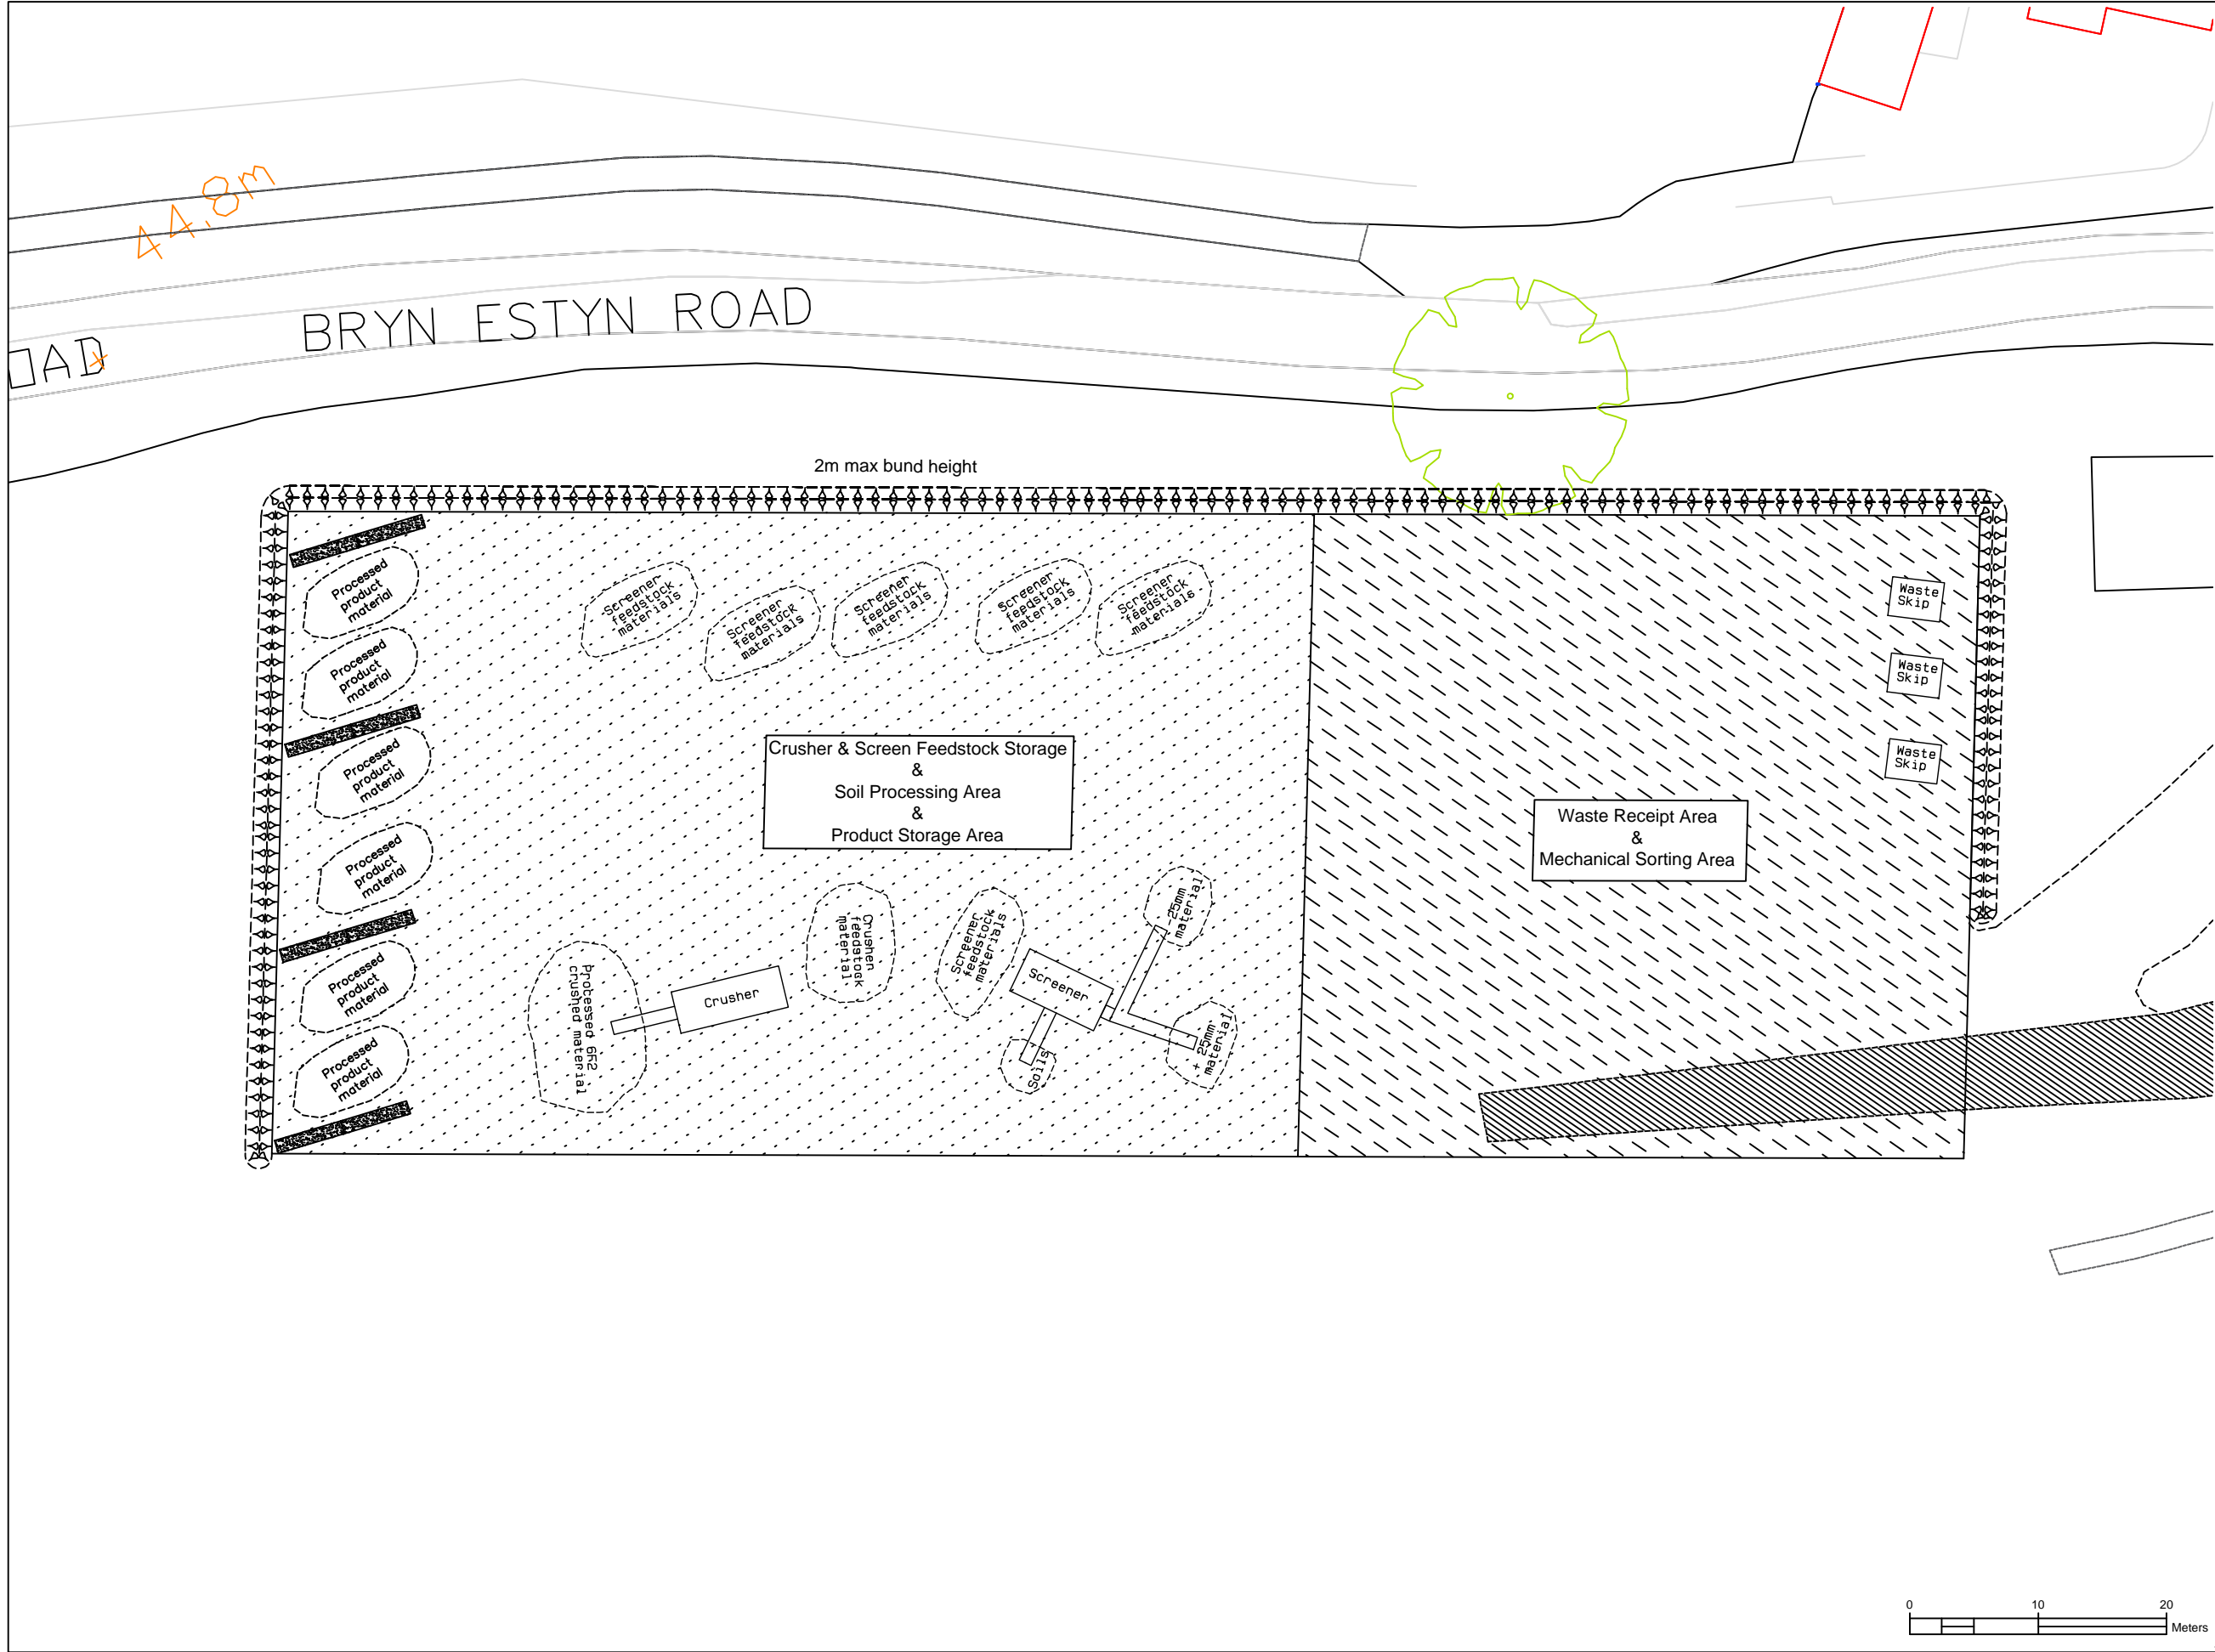 44.8m
BRYN ESTYN ROAD
OAD
2m max bund height
Processed
product
material
Processed
product
material
Processed
product
material
Processed
product
material
Processed
product
material
Processed
product
material
Screener
feedstock
materials
Screener
feedstock
materials
Screener
feedstock
materials
Screener
feedstock
materials
Screener
feedstock
materials
Waste
Skip
Waste
Skip
Waste
Skip
Crusher & Screen Feedstock Storage
&
Soil Processing Area
&
Product Storage Area
Waste Receipt Area
&
Mechanical Sorting Area
Processed 6R2
crushed material
Crusher
Crushen
feedstock
material
Screener
feedstock
materials
Screener
- 25mm
material
+ 25mm
material
Soils
0 10 20
Meters